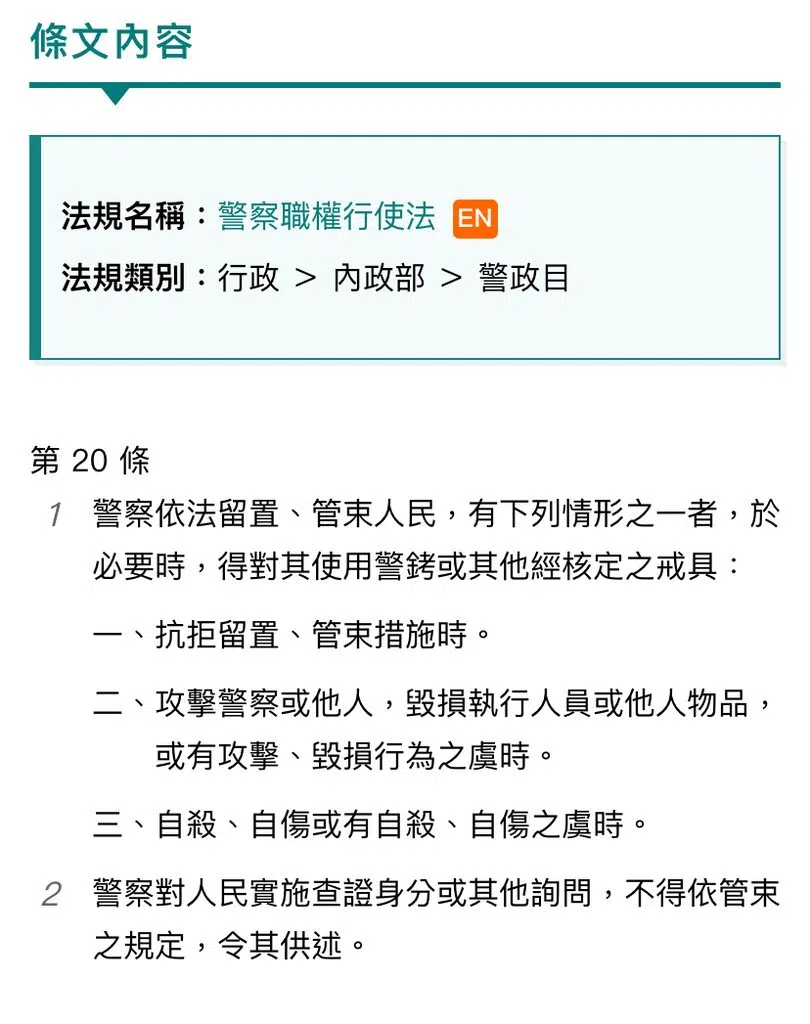 條文內容
法規名稱：警察職權行使法 EN
法規類別：行政 > 內政部 > 警政目
第 20 條
1 警察依法留置、管束人民，有下列情形之一者，於
必要時，得對其使用警銬或其他經核定之戒具：
一、抗拒留置、管束措施時。
二、攻擊警察或他人，毀損執行人員或他人物品，
或有攻擊、毀損行為之虞時。
三、自殺、自傷或有自殺、自傷之虞時。
2 警察對人民實施查證身分或其他詢問，不得依管束
之規定，令其供述。